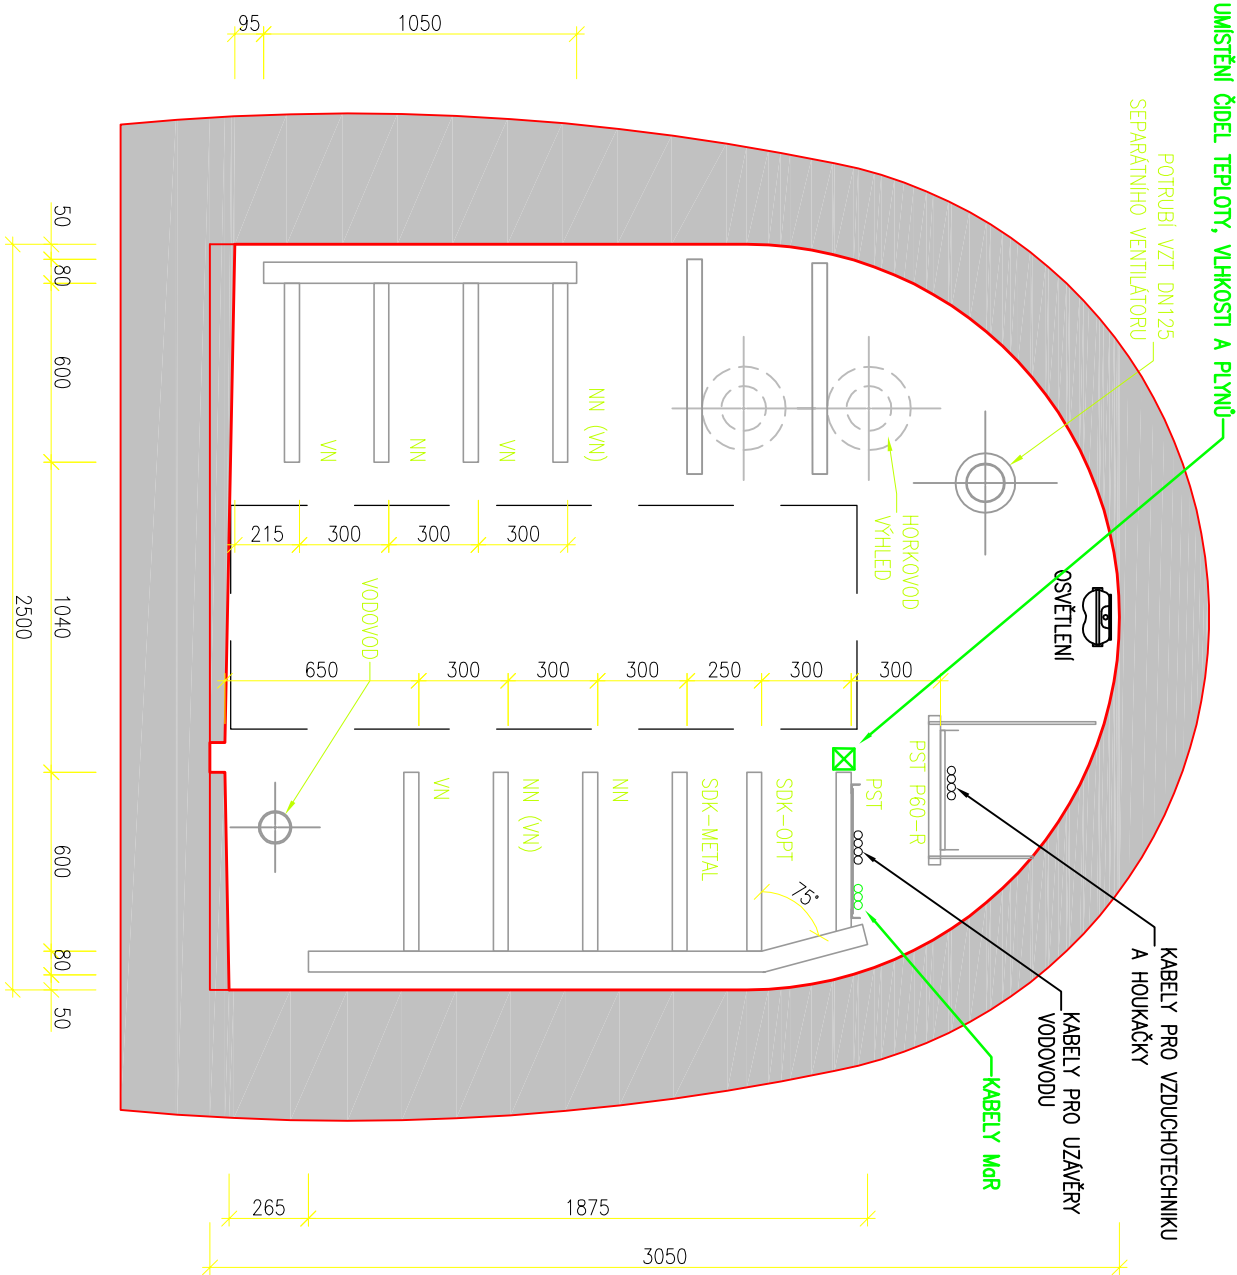 95
1050
UMÍSTĚNÍ ČIDEL TEPLOTY, VLHKOSTI A PLYNŮ
POTRUBÍ VZT DN125
SEPARÁTNÍHO VENTILÁTORU
50
80
600
1040
600
80
50
2500
NN (VN)
VN
NN
VN
HORKOVOD
VÝHLED
215
300
300
300
OSVĚTLENÍ
VODOVOD
650
300
300
300
250
300
300
PST P60-R
PST
SDK-OPT
SDK-METAL
NN
NN (VN)
VN
75°
KABELY PRO VZDUCHOTECHNIKU
A HOUKAČKY
KABELY PRO UZÁVĚRY
VODOVODU
KABELY MaR
265
1875
3050